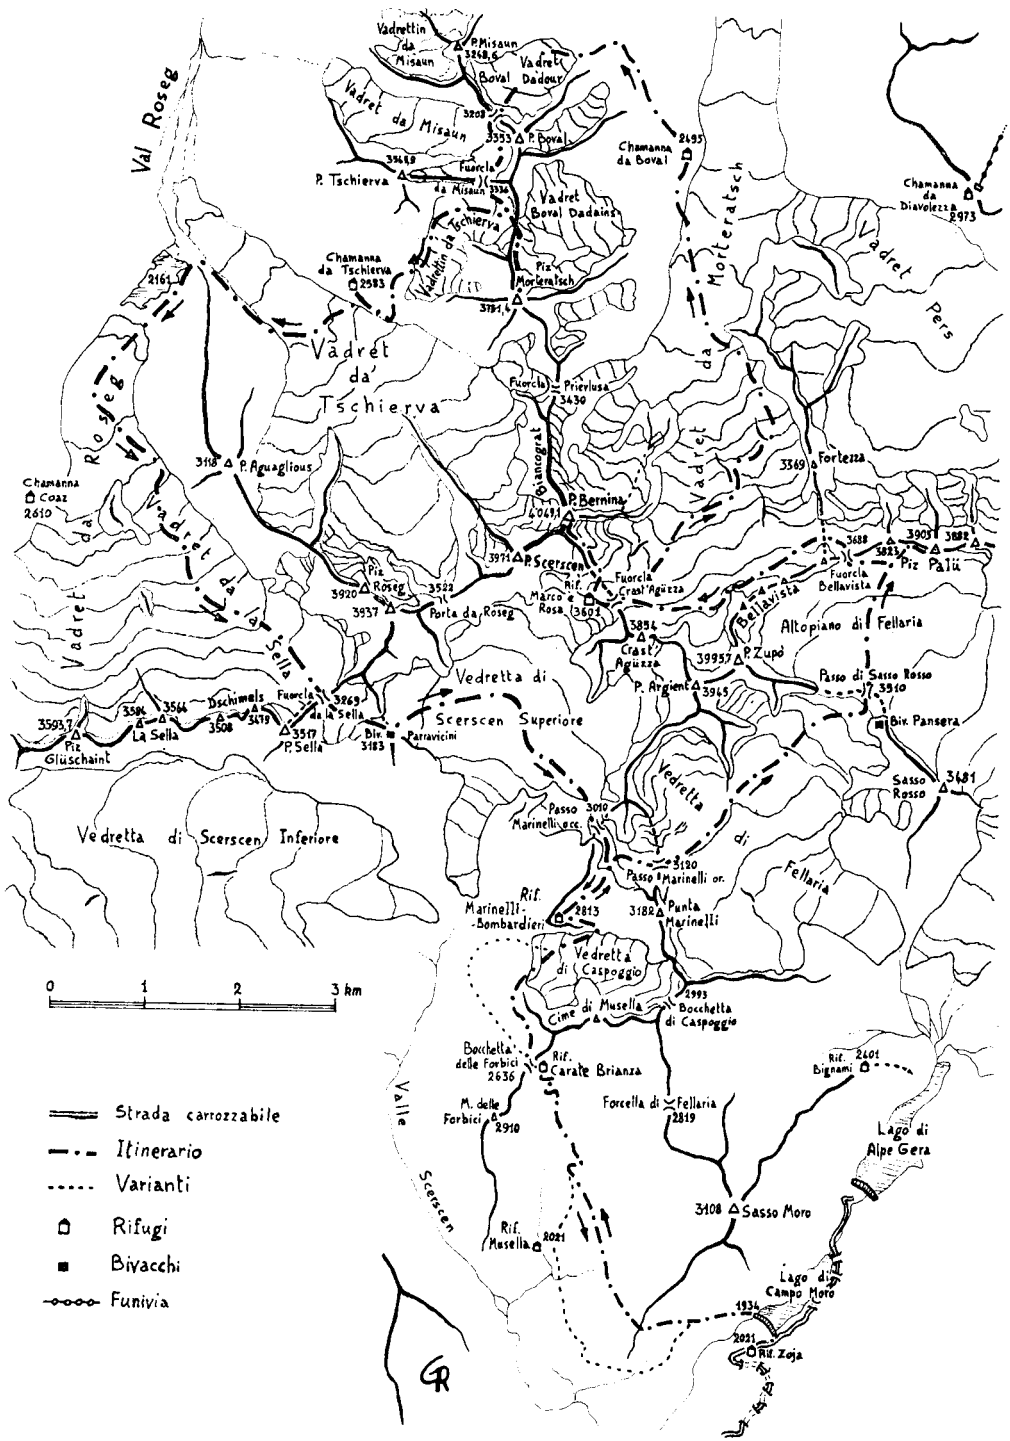 Vadrettin
da
Misaun
P. Misaun
3268,6
Vadret
Boval Dadour
Val Roseg
Vadret da Misaun
3208
3353 P. Boval
Chamanna
da Boval
2495
3568,9
P. Tschierva
Fuorcla
da Misaun 3336
Vadret
Boval Dadains
Vadrettin da Tschierva
Chamanna
da
Diavolezza
2973
Vadret
Pers
Vadret da Morteratsch
Chamanna
da Tschierva
2583
Piz
Morteratsch
3751,4
2161
Vadret
da
Tschierva
Fuorcla Prievlusa
3430
Vadret da Roseg
Biancograt
3118 P. Aguaglious
Chamanna
Coaz
2610
Vadret da Sella
3369 Fortezza
P. Bernina
4049,1
3971 P. Scerscen
Piz
Roseg
3920
3937
3522
Porta da Roseg
Rif.
Marco e
Rosa 3601
Fuorcla
Crast'Agüzza
3688
3823
3905
3882
Piz Palü
Fuorcla
Bellavista
Bellavista
3854
Crast'
Agüzza
Altopiano di Fellaria
3995,7 P. Zupò
P. Argient 3945
Passo di Sasso Rosso
3510
Biv. Pansera
3593,7
Piz
Glüschaint
3584
3564
La Sella
3508
Dschimels
3479
3517
P. Sella
Fuorcla
da la Sella
3269
Biv.
3183
Parravicini
Vedretta di
Scerscen Superiore
Sasso
Rosso
3481
Vedretta
di
Fellaria
Passo
Marinelli occ.
3010
3120
Passo Marinelli or.
Vedretta di Scerscen Inferiore
Rif.
Marinelli
-Bombardieri
2813
3182 Punta
Marinelli
Vedretta
di Caspoggio
2993
Bocchetta
di Caspoggio
Cime di Musella
0 1 2 3 km
Bocchetta
delle Forbici
2636
Rif.
Carate Brianza
Rif.
Bignami
2401
M. delle
Forbici
2910
Forcella di Fellaria
2819
Valle
Scerscen
Lago di
Alpe Gera
Strada carrozzabile
Itinerario
Varianti
Rifugi
Bivacchi
Funivia
3108 Sasso Moro
Rif.
Musella
2021
Lago di
Campo Moro
1934
2021
Rif. Zoja
GR